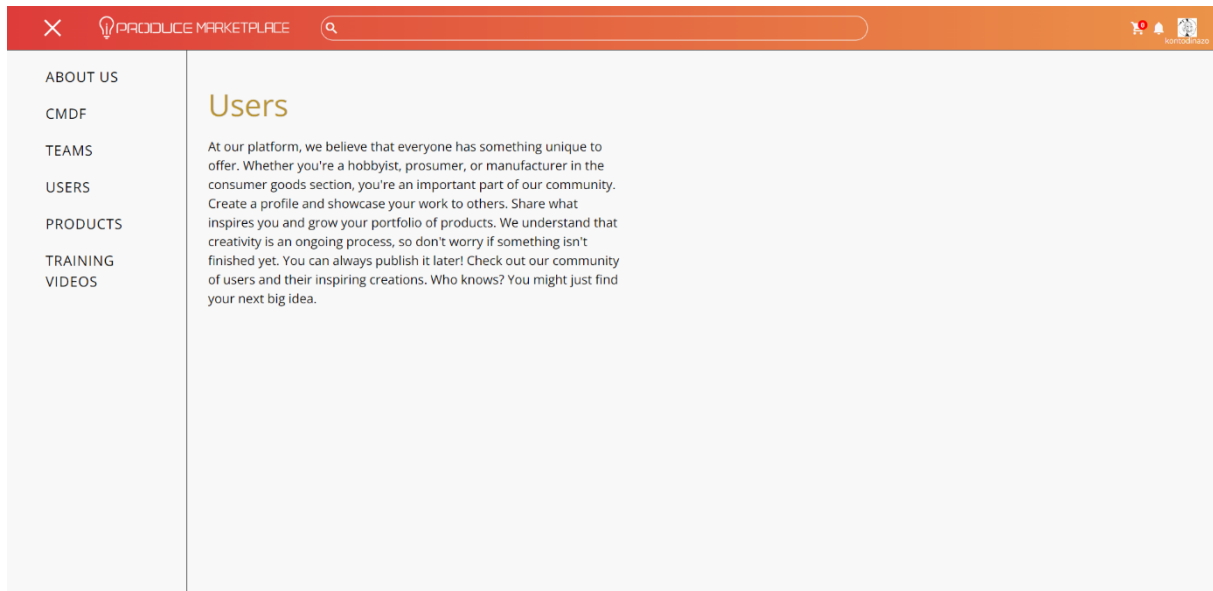 PRODUCE MARKETPLACE
0
kontodinazo
ABOUT US
CMDF
TEAMS
USERS
PRODUCTS
TRAINING
VIDEOS
Users
At our platform, we believe that everyone has something unique to
offer. Whether you're a hobbyist, prosumer, or manufacturer in the
consumer goods section, you're an important part of our community.
Create a profile and showcase your work to others. Share what
inspires you and grow your portfolio of products. We understand that
creativity is an ongoing process, so don't worry if something isn't
finished yet. You can always publish it later! Check out our community
of users and their inspiring creations. Who knows? You might just find
your next big idea.